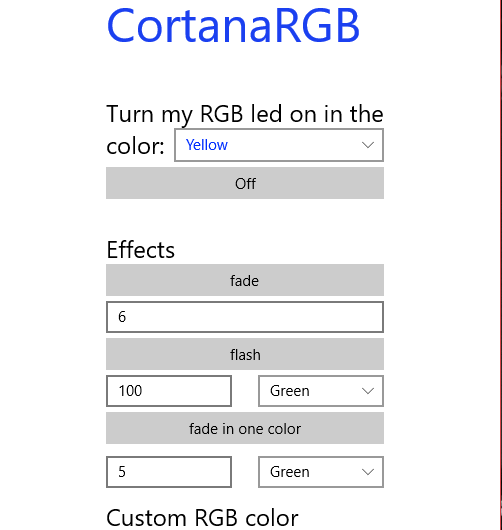 CortanaRGB
Turn my RGB led on in the
color: Yellow
Off
Effects
fade
6
flash
100 Green
fade in one color
5 Green
Custom RGB color